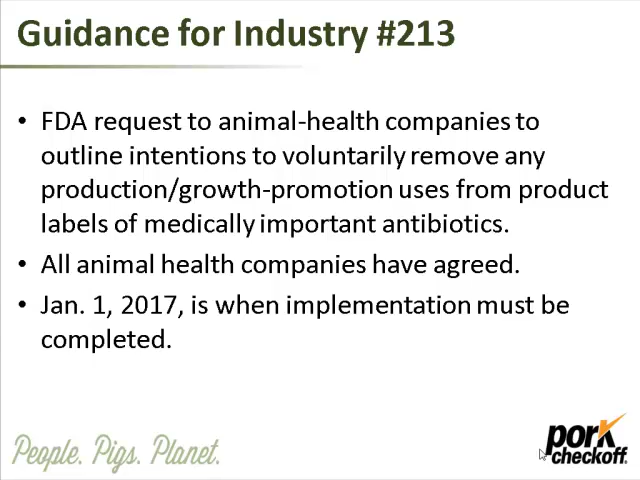 Guidance for Industry #213
• FDA request to animal-health companies to
outline intentions to voluntarily remove any
production/growth-promotion uses from product
labels of medically important antibiotics.
• All animal health companies have agreed.
• Jan. 1, 2017, is when implementation must be
completed.
People. Pigs. Planet.
pork
checkoff.